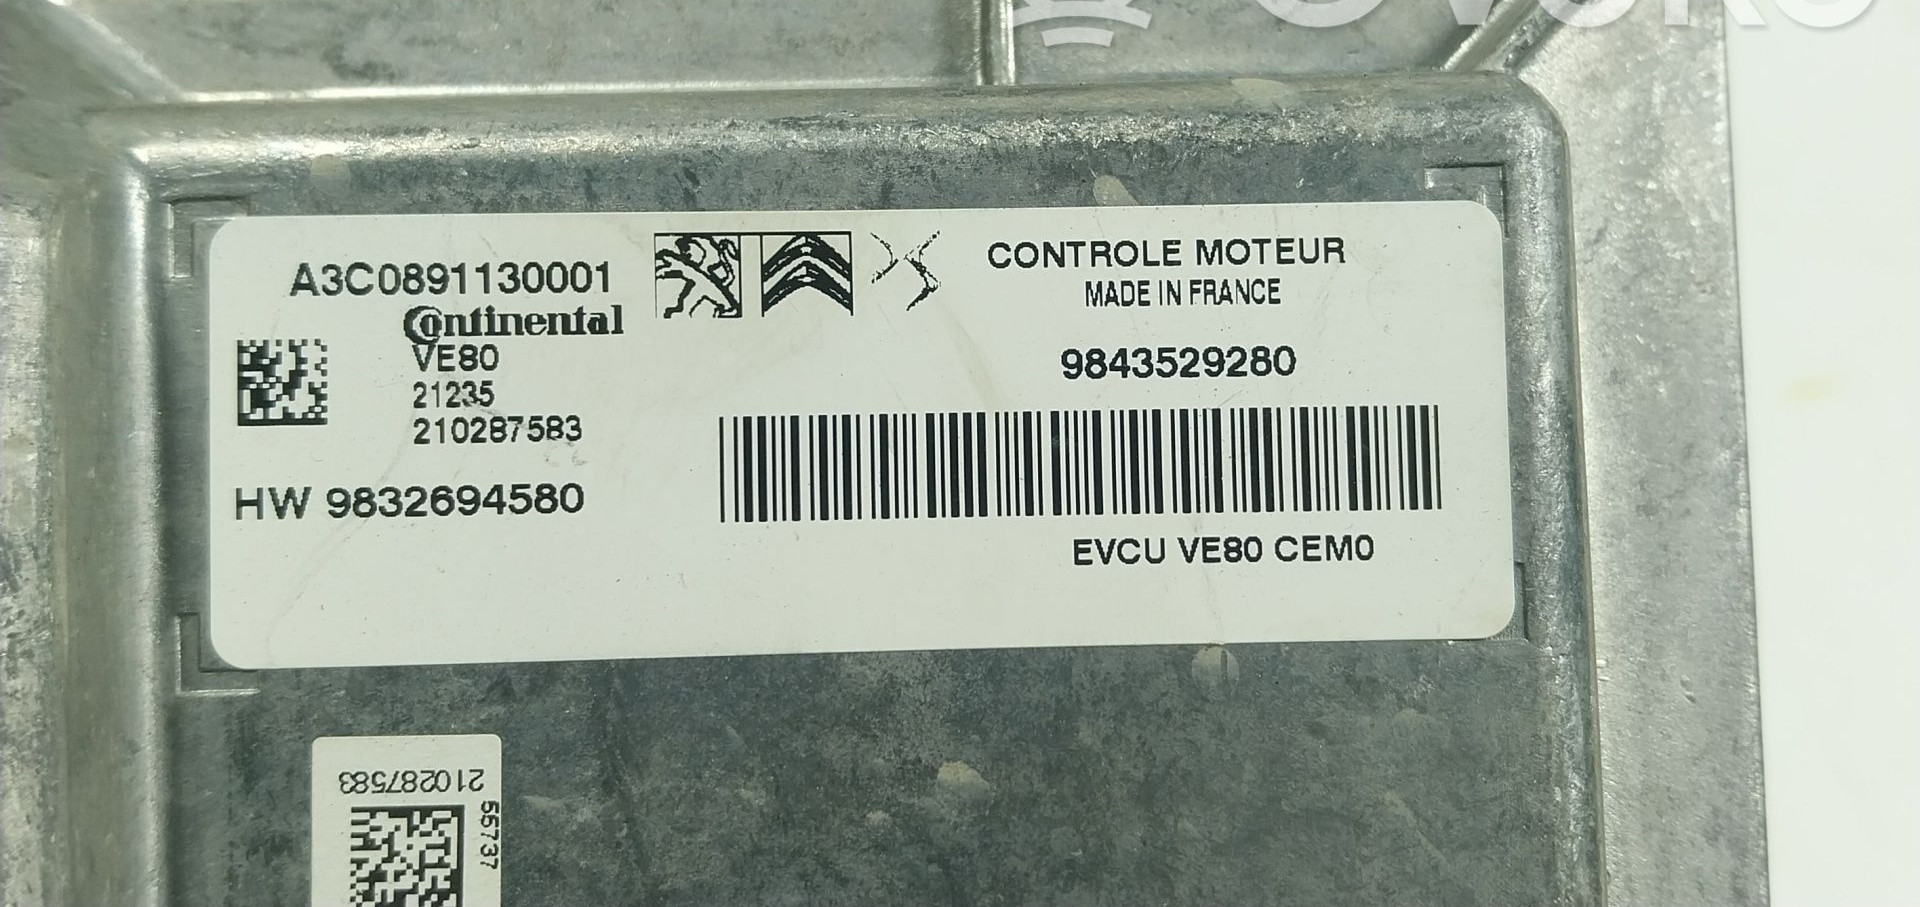 A3C0891130001
Continental
VE80
21235
210287583
HW 9832694580
CONTROLE MOTEUR
MADE IN FRANCE
9843529280
EVCU VE80 CEM0
210287583
55737